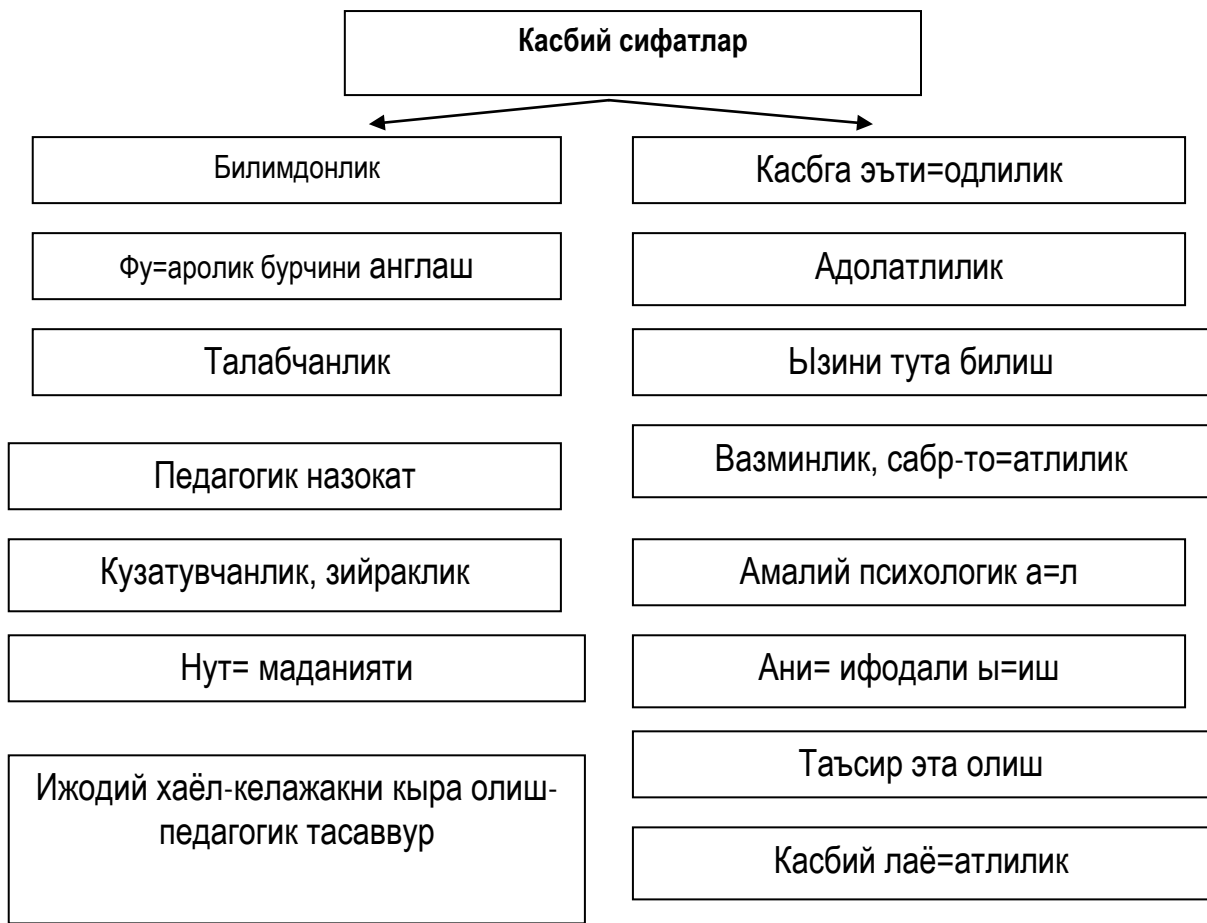 Касбий сифатлар
Билимдонлик
Фу=аролик бурчини англаш
Талабчанлик
Педагогик назокат
Кузатувчанлик, зийраклик
Нут= маданияти
Ижодий хаёл-келажакни кыра олиш-
педагогик тасаввур
Касбга эъти=одлилик
Адолатлилик
Ызини тута билиш
Вазминлик, сабр-то=атлилик
Амалий психологик а=л
Ани= ифодали ы=иш
Таъсир эта олиш
Касбий лаё=атлилик